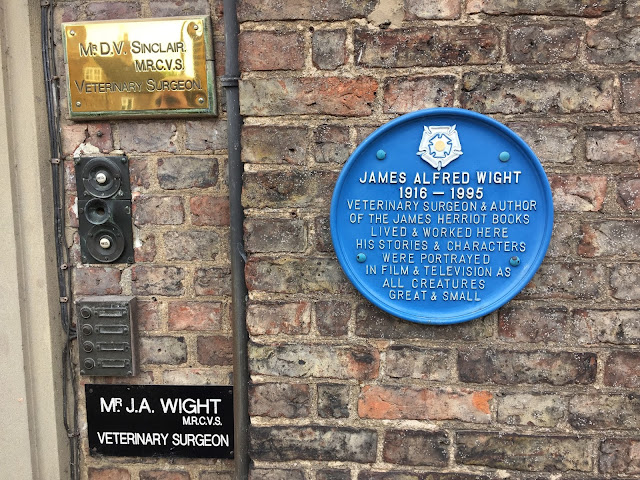 Mr. D.V. SINCLAIR.
M.R.C.V.S.
VETERINARY SURGEON.
JAMES ALFRED WIGHT
1916 – 1995
VETERINARY SURGEON & AUTHOR
OF THE JAMES HERRIOT BOOKS
LIVED & WORKED HERE
HIS STORIES & CHARACTERS
WERE PORTRAYED
IN FILM & TELEVISION AS
ALL CREATURES
GREAT & SMALL
Mr. J.A. WIGHT
M.R.C.V.S.
VETERINARY SURGEON